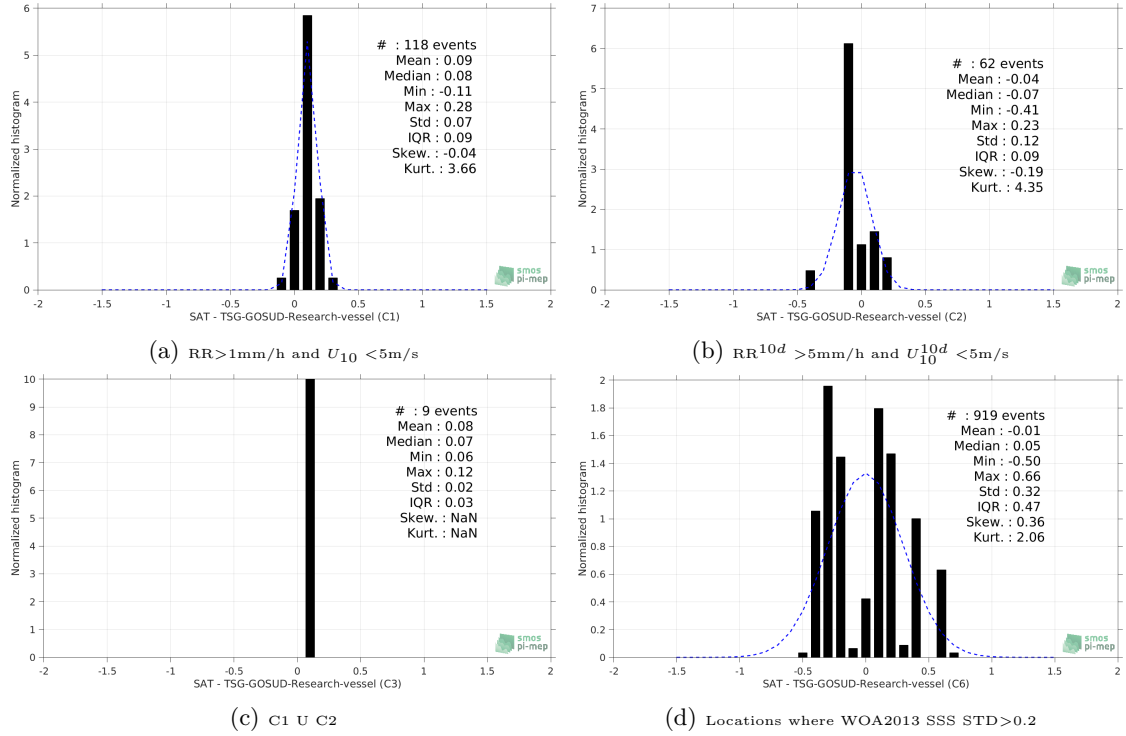 Normalized histogram
6
5
4
3
2
1
0
-2
-1.5
-1
-0.5
0
0.5
1
1.5
2
# : 118 events
Mean : 0.09
Median : 0.08
Min : -0.11
Max : 0.28
Std : 0.07
IQR : 0.09
Skew. : -0.04
Kurt. : 3.66
smos
pi-mep
SAT - TSG-GOSUD-Research-vessel (C1)
(a) RR>1mm/h and U10 <5m/s
Normalized histogram
7
6
5
4
3
2
1
0
-2
-1.5
-1
-0.5
0
0.5
1
1.5
2
# : 62 events
Mean : -0.04
Median : -0.07
Min : -0.41
Max : 0.23
Std : 0.12
IQR : 0.09
Skew. : -0.19
Kurt. : 4.35
smos
pi-mep
SAT - TSG-GOSUD-Research-vessel (C2)
(b) RR^10d >5mm/h and U10^10d <5m/s
Normalized histogram
10
9
8
7
6
5
4
3
2
1
0
-2
-1.5
-1
-0.5
0
0.5
1
1.5
2
# : 9 events
Mean : 0.08
Median : 0.07
Min : 0.06
Max : 0.12
Std : 0.02
IQR : 0.03
Skew. : NaN
Kurt. : NaN
smos
pi-mep
SAT - TSG-GOSUD-Research-vessel (C3)
(c) C1 U C2
Normalized histogram
2
1.8
1.6
1.4
1.2
1
0.8
0.6
0.4
0.2
0
-2
-1.5
-1
-0.5
0
0.5
1
1.5
2
# : 919 events
Mean : -0.01
Median : 0.05
Min : -0.50
Max : 0.66
Std : 0.32
IQR : 0.47
Skew. : 0.36
Kurt. : 2.06
smos
pi-mep
SAT - TSG-GOSUD-Research-vessel (C6)
(d) Locations where WOA2013 SSS STD>0.2